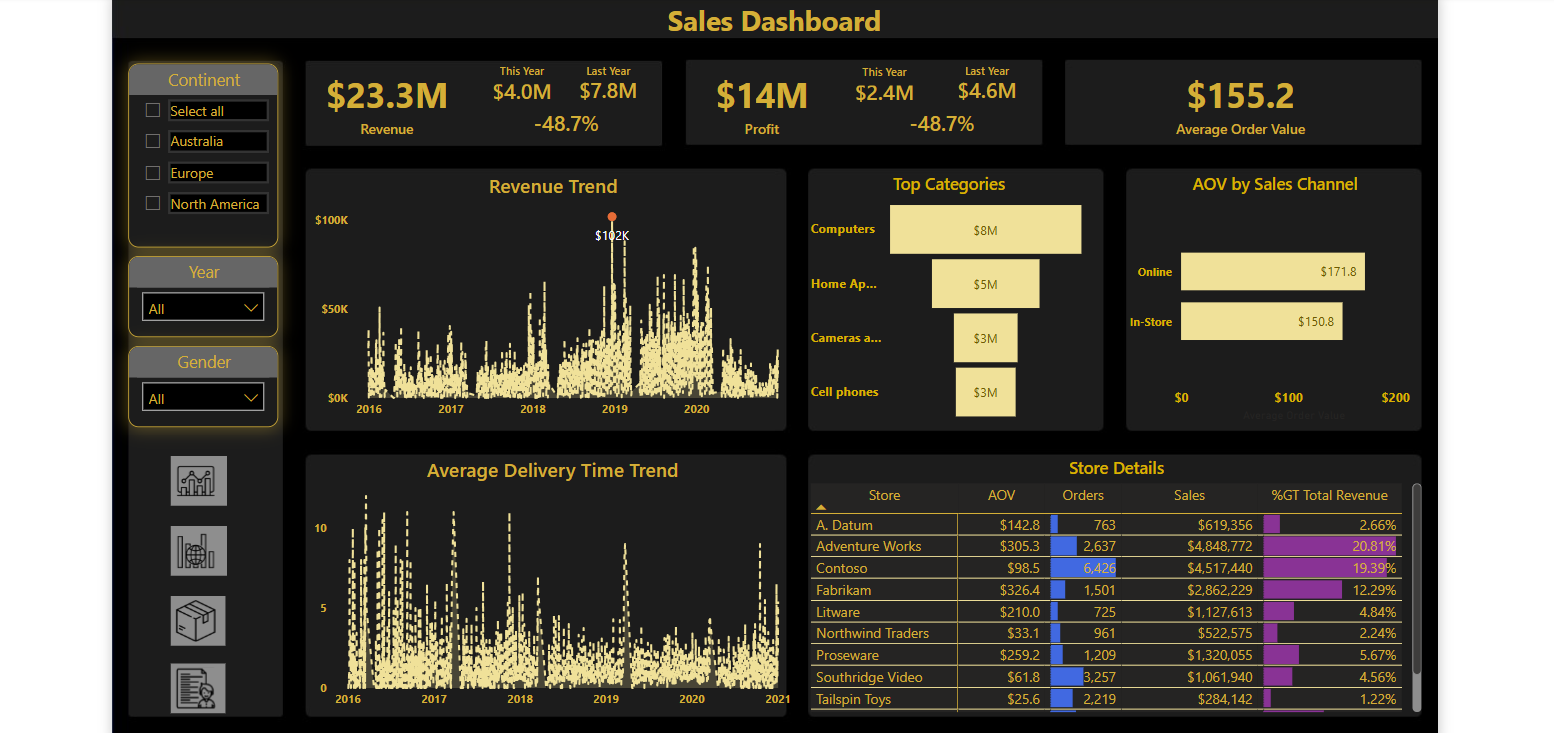 Sales Dashboard
Continent
Select all
Australia
Europe
North America
Year
All
Gender
All
$23.3M
Revenue
This Year
$4.0M
Last Year
$7.8M
-48.7%
$14M
Profit
This Year
$2.4M
Last Year
$4.6M
-48.7%
$155.2
Average Order Value
Revenue Trend
$100K
$50K
$0K
$102K
2016 2017 2018 2019 2020
Top Categories
Computers $8M
Home Ap... $5M
Cameras a... $3M
Cell phones $3M
AOV by Sales Channel
Online $171.8
In-Store $150.8
$0 $100 $200
Average Order Value
Average Delivery Time Trend
10
5
0
2016 2017 2018 2019 2020 2021
Store Details
Store AOV Orders Sales %GT Total Revenue
A. Datum $142.8 763 $619,356 2.66%
Adventure Works $305.3 2,637 $4,848,772 20.81%
Contoso $98.5 6,426 $4,517,440 19.39%
Fabrikam $326.4 1,501 $2,862,229 12.29%
Litware $210.0 725 $1,127,613 4.84%
Northwind Traders $33.1 961 $522,575 2.24%
Proseware $259.2 1,209 $1,320,055 5.67%
Southridge Video $61.8 3,257 $1,061,940 4.56%
Tailspin Toys $25.6 2,219 $284,142 1.22%